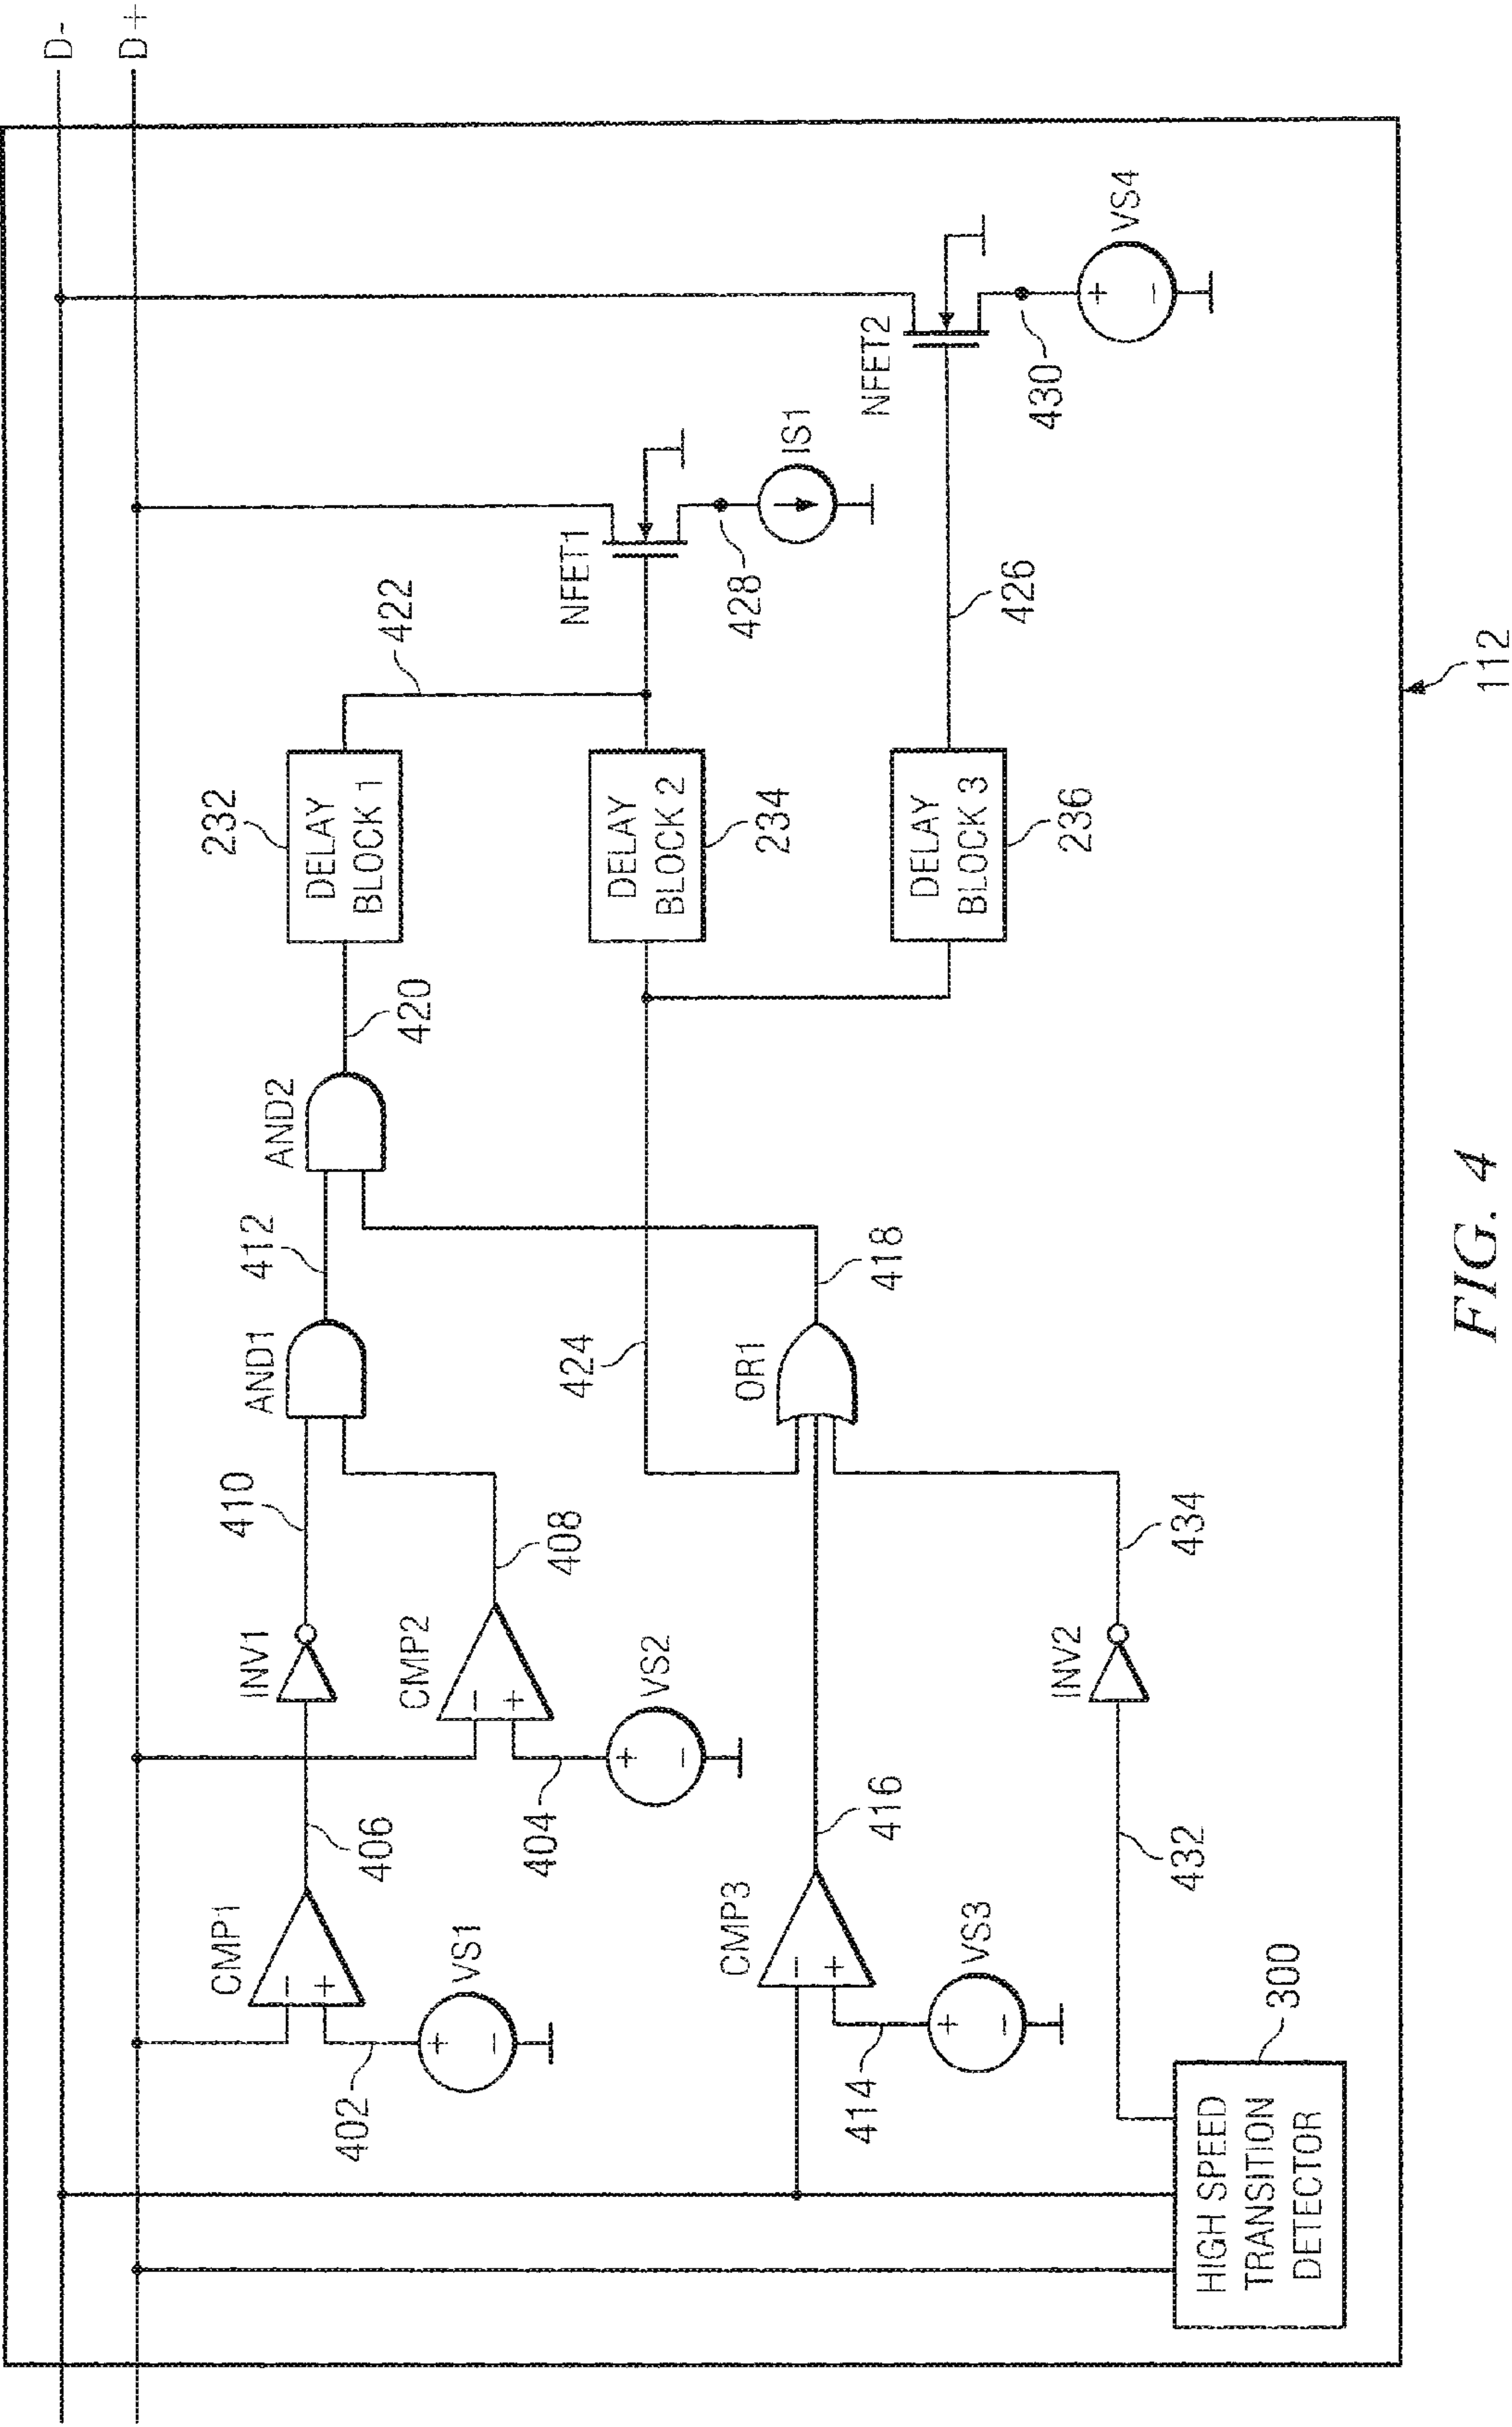 D-
D+
CMP1
402
VS1
406
INV1
410
CMP2
404
VS2
408
AND1
412
AND2
420
232
DELAY
BLOCK 1
422
NFET1
428
IS1
DELAY
BLOCK 2
234
424
CMP3
414
VS3
416
OR1
418
DELAY
BLOCK 3
236
426
NFET2
430
VS4
HIGH SPEED
TRANSITION
DETECTOR
300
432
INV2
434
112
FIG. 4